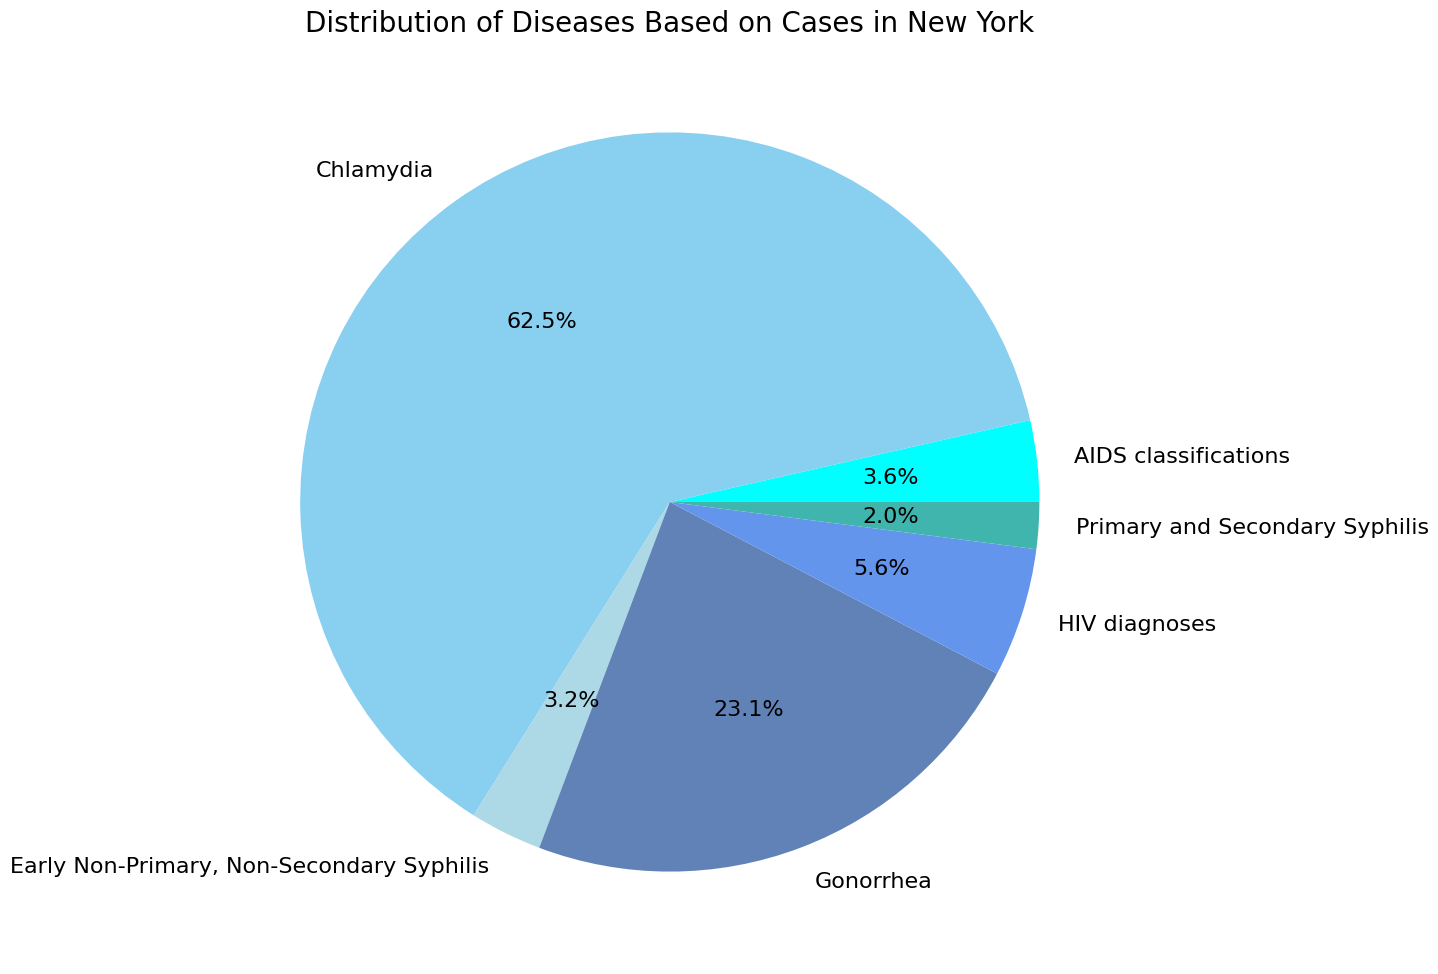 Distribution of Diseases Based on Cases in New York
Chlamydia
62.5%
AIDS classifications
3.6%
2.0%
Primary and Secondary Syphilis
5.6%
HIV diagnoses
3.2%
23.1%
Early Non-Primary, Non-Secondary Syphilis
Gonorrhea